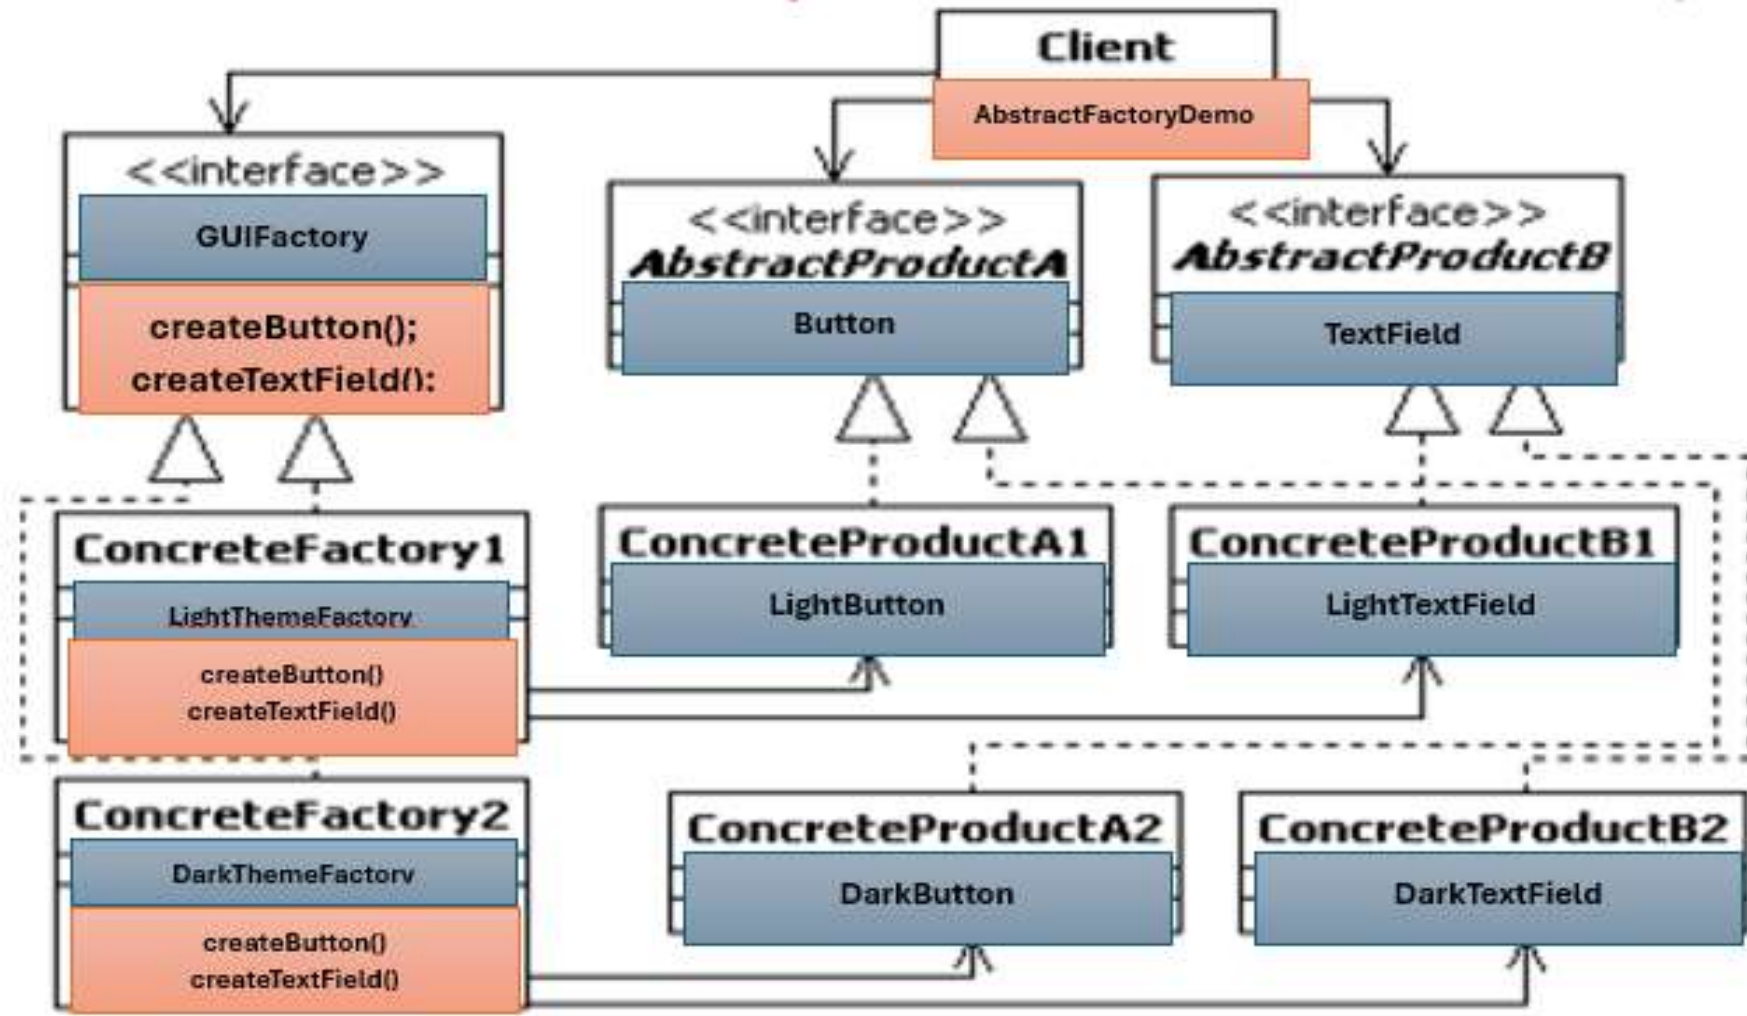 Client
AbstractFactoryDemo
<<interface>>
GUIFactory
createButton();
createTextField():
<<interface>>
AbstractProductA
Button
<<interface>>
AbstractProductB
TextField
ConcreteFactory1
LightThemeFactory
createButton()
createTextField()
ConcreteProductA1
LightButton
ConcreteProductB1
LightTextField
ConcreteFactory2
DarkThemeFactory
createButton()
createTextField()
ConcreteProductA2
DarkButton
ConcreteProductB2
DarkTextField